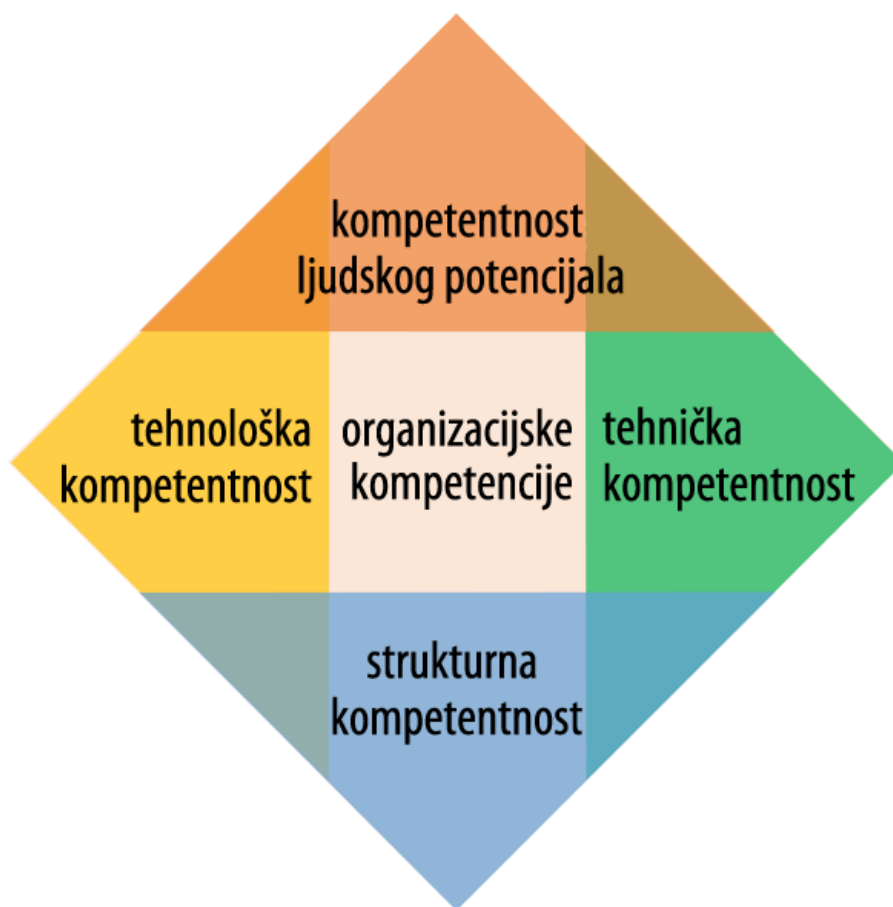 kompetentnost
ljudskog potencijala
tehnološka
kompetentnost
organizacijske
kompetencije
tehnička
kompetentnost
strukturna
kompetentnost